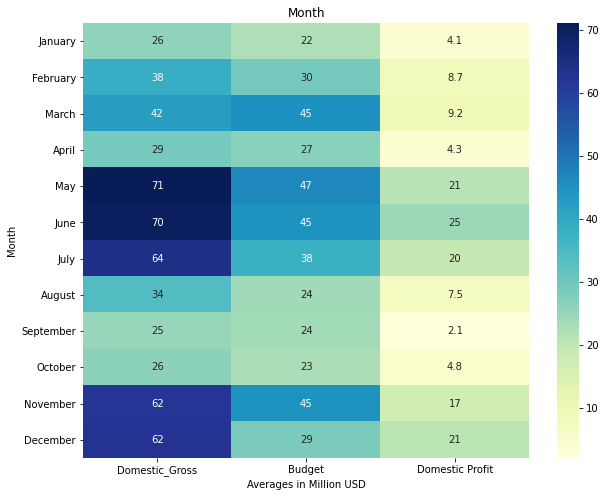 Month
Month
January 26 22 4.1
February 38 30 8.7
March 42 45 9.2
April 29 27 4.3
May 71 47 21
June 70 45 25
July 64 38 20
August 34 24 7.5
September 25 24 2.1
October 26 23 4.8
November 62 45 17
December 62 29 21
Domestic_Gross Budget Domestic Profit
Averages in Million USD
70
60
50
40
30
20
10